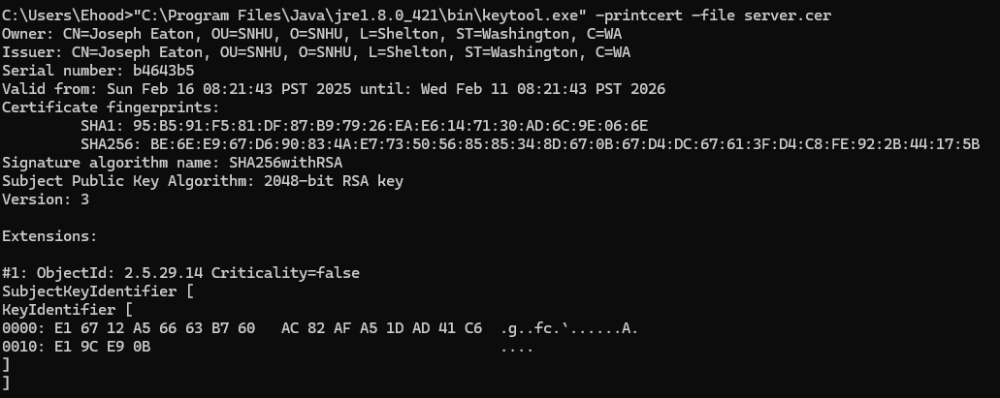 C:\Users\Ehood>"C:\Program Files\Java\jre1.8.0_421\bin\keytool.exe" -printcert -file server.cer
Owner: CN=Joseph Eaton, OU=SNHU, O=SNHU, L=Shelton, ST=Washington, C=WA
Issuer: CN=Joseph Eaton, OU=SNHU, O=SNHU, L=Shelton, ST=Washington, C=WA
Serial number: b4643b5
Valid from: Sun Feb 16 08:21:43 PST 2025 until: Wed Feb 11 08:21:43 PST 2026
Certificate fingerprints:
SHA1: 95:B5:91:F5:81:DF:87:B9:79:26:EA:E6:14:71:30:AD:6C:9E:06:6E
SHA256: BE:6E:E9:67:D6:90:83:4A:E7:73:50:56:85:85:34:8D:67:0B:67:D4:DC:67:61:3F:D4:C8:FE:92:2B:44:17:5B
Signature algorithm name: SHA256withRSA
Subject Public Key Algorithm: 2048-bit RSA key
Version: 3
Extensions:
#1: ObjectId: 2.5.29.14 Criticality=false
SubjectKeyIdentifier [
KeyIdentifier [
0000: E1 67 12 A5 66 63 B7 60   AC 82 AF A5 1D AD 41 C6  .g..fc.`......A.
0010: E1 9C E9 0B                                        ....
]
]